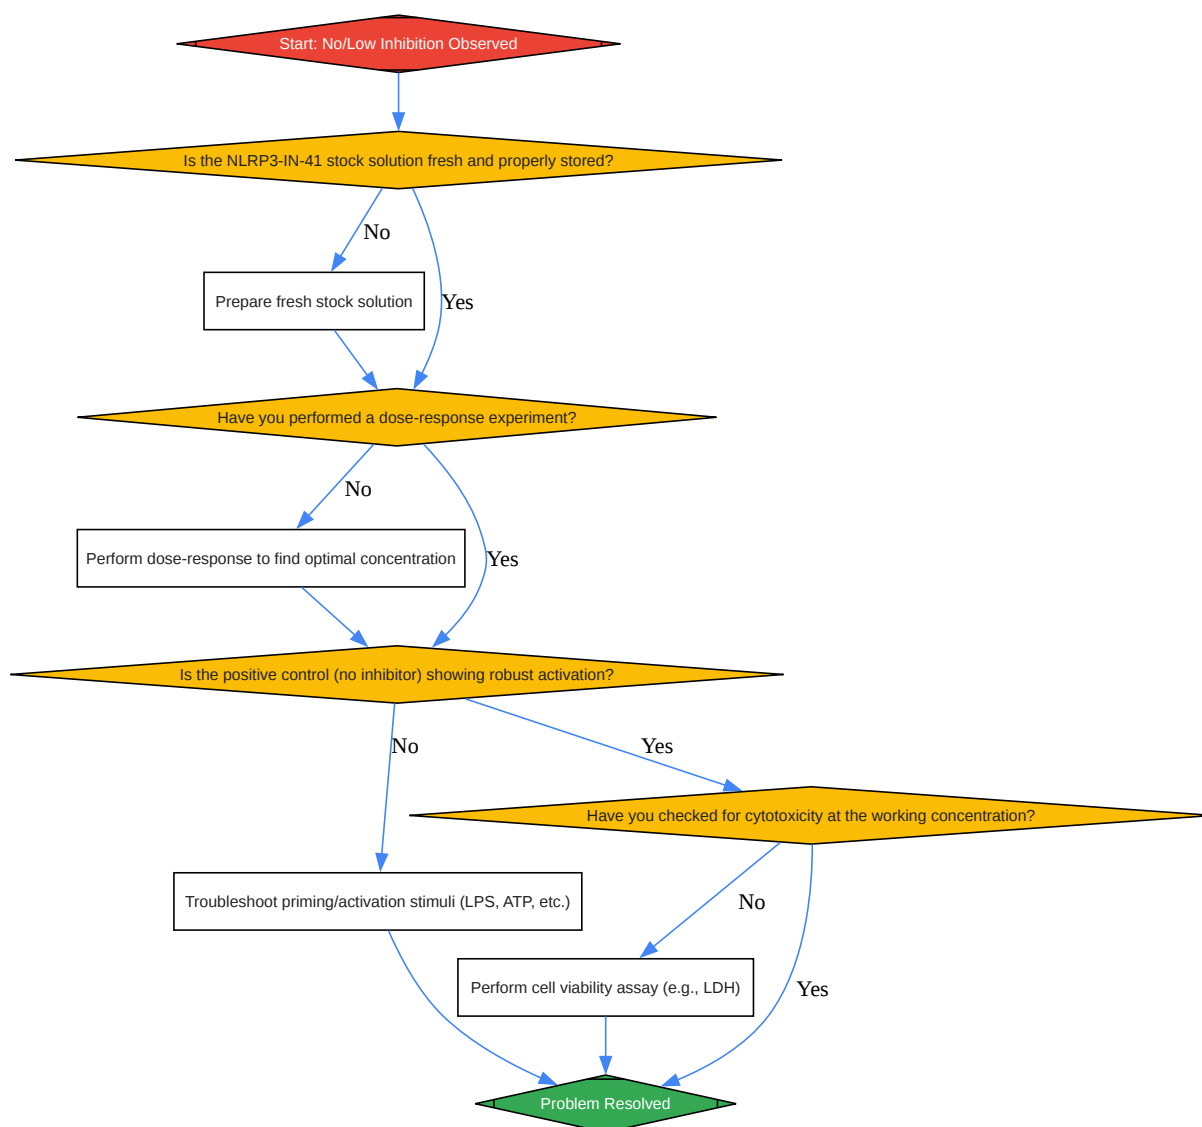 Start: No/Low Inhibition Observed
Is the NLRP3-IN-41 stock solution fresh and properly stored?
No
Prepare fresh stock solution
Yes
Have you performed a dose-response experiment?
No
Perform dose-response to find optimal concentration
Yes
Is the positive control (no inhibitor) showing robust activation?
No
Yes
Have you checked for cytotoxicity at the working concentration?
Troubleshoot priming/activation stimuli (LPS, ATP, etc.)
No
Perform cell viability assay (e.g., LDH)
Yes
Problem Resolved